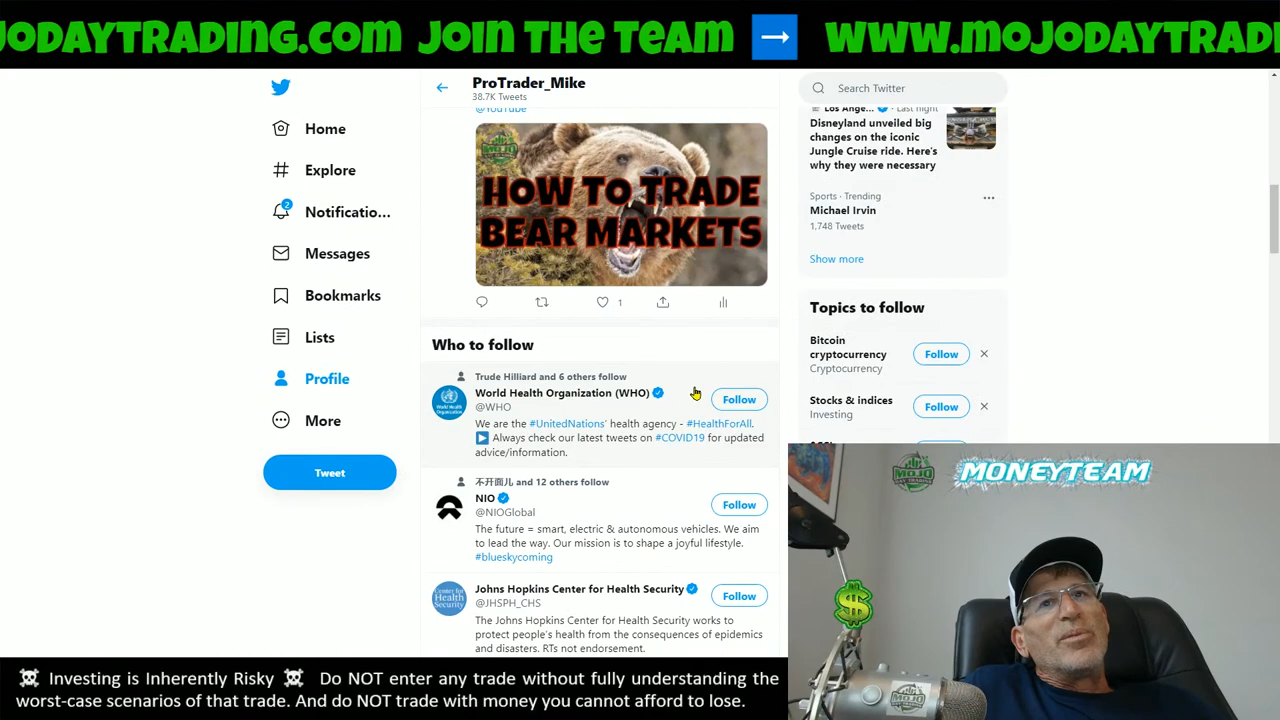 JODAYTRADING.COM JOIN THE TEAM ➡ WWW.MOJODAYTRAD
ProTrader_Mike
38.7K Tweets
@YouTube
MOJO
HOW TO TRADE
BEAR MARKETS
1
Home
Explore
2
Notificatio...
Messages
Bookmarks
Lists
Profile
More
Tweet
Who to follow
Trude Hilliard and 6 others follow
World Health Organization (WHO)
@WHO
Follow
We are the #UnitedNations' health agency - #HealthForAll.
▶ Always check our latest tweets on #COVID19 for updated
advice/information.
不开面儿 and 12 others follow
NIO
@NIOGlobal
Follow
The future = smart, electric & autonomous vehicles. We aim
to lead the way. Our mission is to shape a joyful lifestyle.
#blueskycoming
Center for
Health
Security
Johns Hopkins Center for Health Security
@JHSPH_CHS
Follow
The Johns Hopkins Center for Health Security works to
protect people's health from the consequences of epidemics
and disasters. RTs not endorsement.
Search Twitter
Los Ange... · Last night
Disneyland unveiled big
changes on the iconic
Jungle Cruise ride. Here's
why they were necessary
Sports · Trending
Michael Irvin
1,748 Tweets
Show more
Topics to follow
Bitcoin
cryptocurrency
Cryptocurrency
Follow
Stocks & indices
Investing
Follow
MOJO
MONEYTEAM
$
MOJO
☠ Investing is Inherently Risky ☠ Do NOT enter any trade without fully understanding the
worst-case scenarios of that trade. And do NOT trade with money you cannot afford to lose.